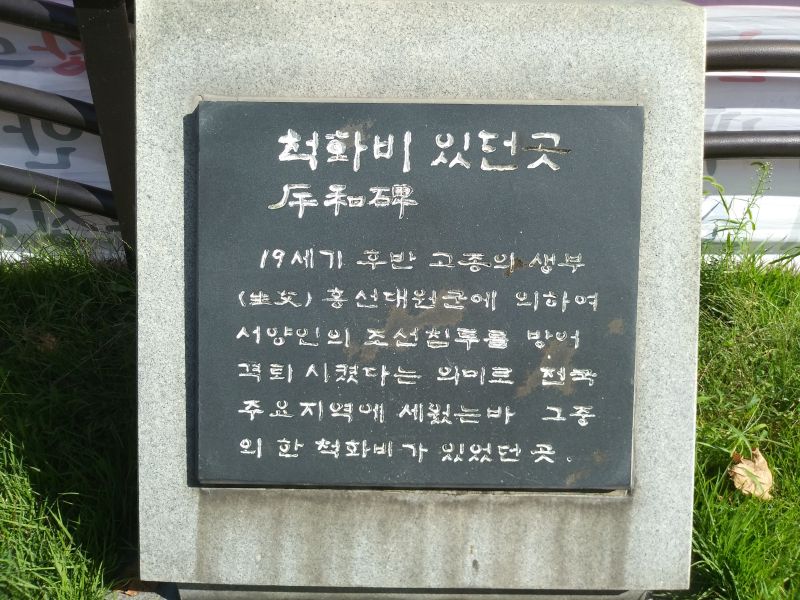 척화비 있던곳
斥和碑
19세기 후반 고종의 생부
(生父) 흥선대원군에 의하여
서양인의 조선침투를 방어
격퇴 시켰다는 의미로 전국
주요지역에 세웠는바 그중
의 한 척화비가 있었던 곳.